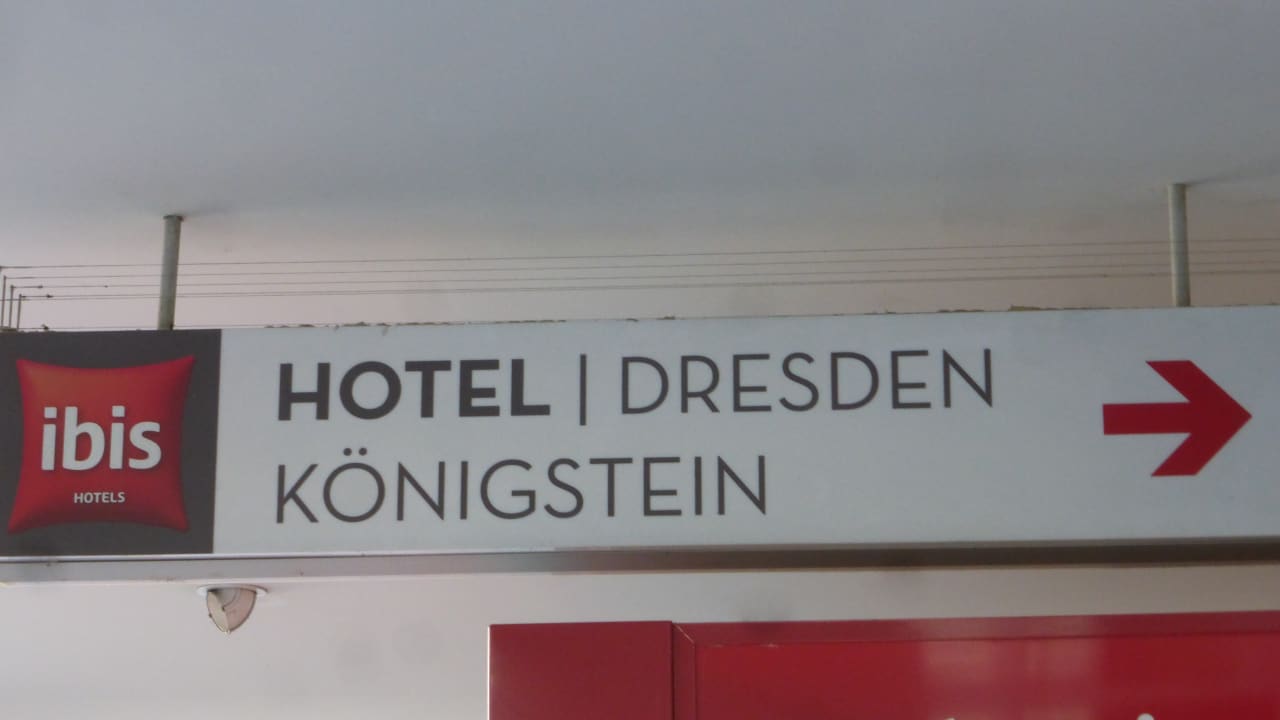 ibis
HOTELS
HOTEL | DRESDEN
KÖNIGSTEIN